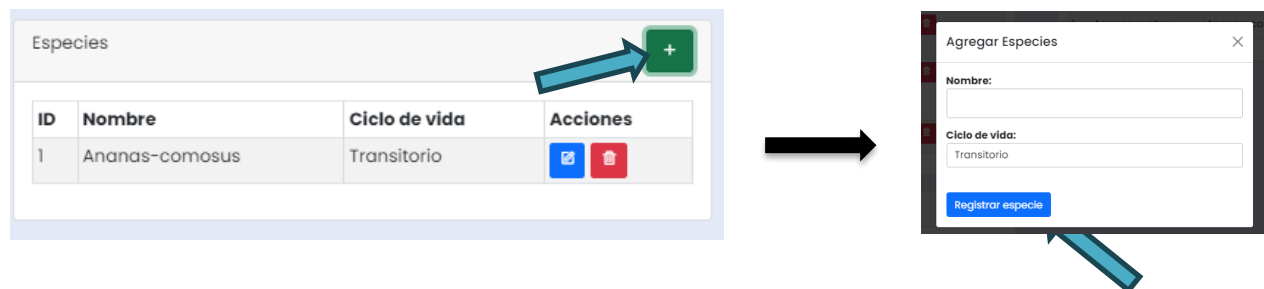 Especies
+
ID Nombre Ciclo de vida Acciones
1 Ananas-comosus Transitorio
Agregar Especies
Nombre:
Ciclo de vida:
Transitorio
Registrar especie